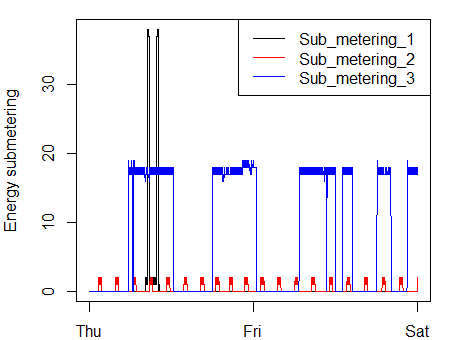 Sub_metering_1
Sub_metering_2
Sub_metering_3
Energy submetering
30
20
10
0
Thu Fri Sat